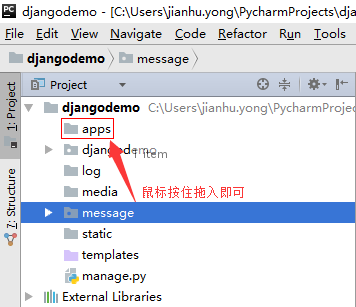 PC djangodemo - [C:\Users\jianhu.yong\PycharmProjects\dj
File Edit View Navigate Code Refactor Run Tools
djangodemo message
Project
1: Project
djangodemo C:\Users\jianhu.yong\PycharmProjec
apps
djangodemo
1 item
log
media
鼠标按住拖入即可
message
static
templates
manage.py
External Libraries
7: Structure